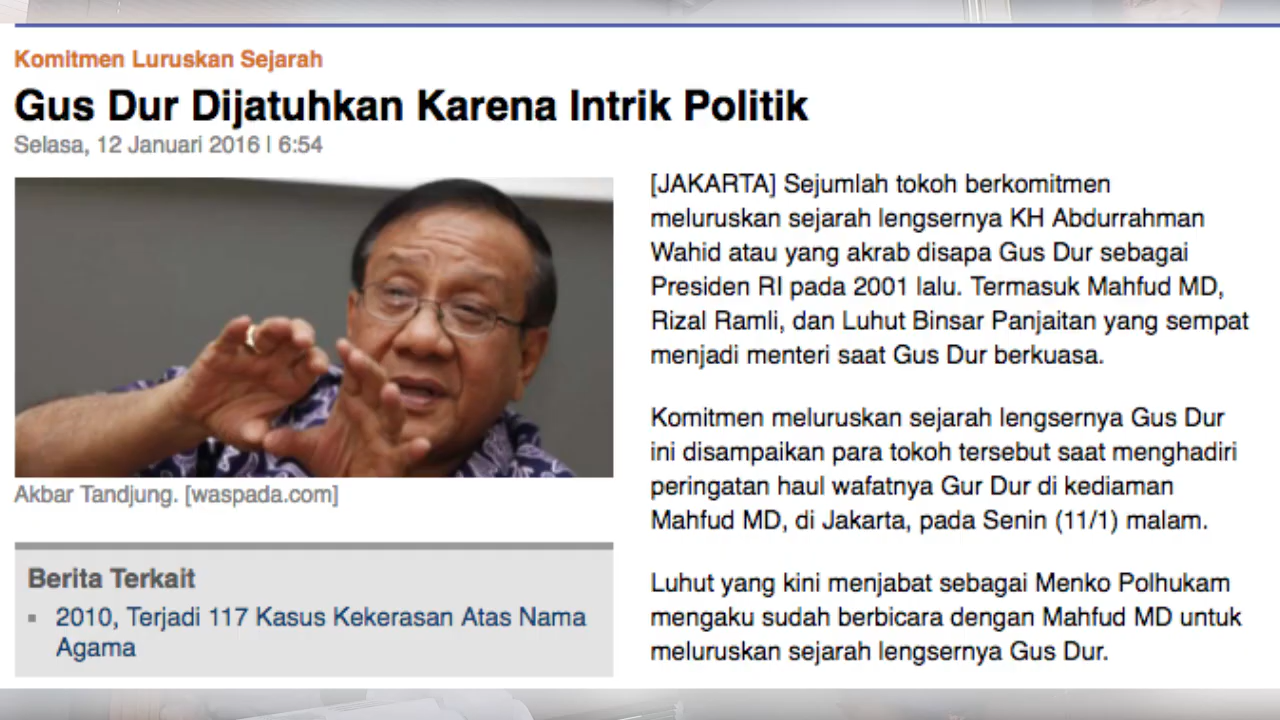 Komitmen Luruskan Sejarah
Gus Dur Dijatuhkan Karena Intrik Politik
Selasa, 12 Januari 2016 | 6:54
Akbar Tandjung. [waspada.com]
Berita Terkait
2010, Terjadi 117 Kasus Kekerasan Atas Nama
Agama
[JAKARTA] Sejumlah tokoh berkomitmen
meluruskan sejarah lengsernya KH Abdurrahman
Wahid atau yang akrab disapa Gus Dur sebagai
Presiden RI pada 2001 lalu. Termasuk Mahfud MD,
Rizal Ramli, dan Luhut Binsar Panjaitan yang sempat
menjadi menteri saat Gus Dur berkuasa.
Komitmen meluruskan sejarah lengsernya Gus Dur
ini disampaikan para tokoh tersebut saat menghadiri
peringatan haul wafatnya Gur Dur di kediaman
Mahfud MD, di Jakarta, pada Senin (11/1) malam.
Luhut yang kini menjabat sebagai Menko Polhukam
mengaku sudah berbicara dengan Mahfud MD untuk
meluruskan sejarah lengsernya Gus Dur.